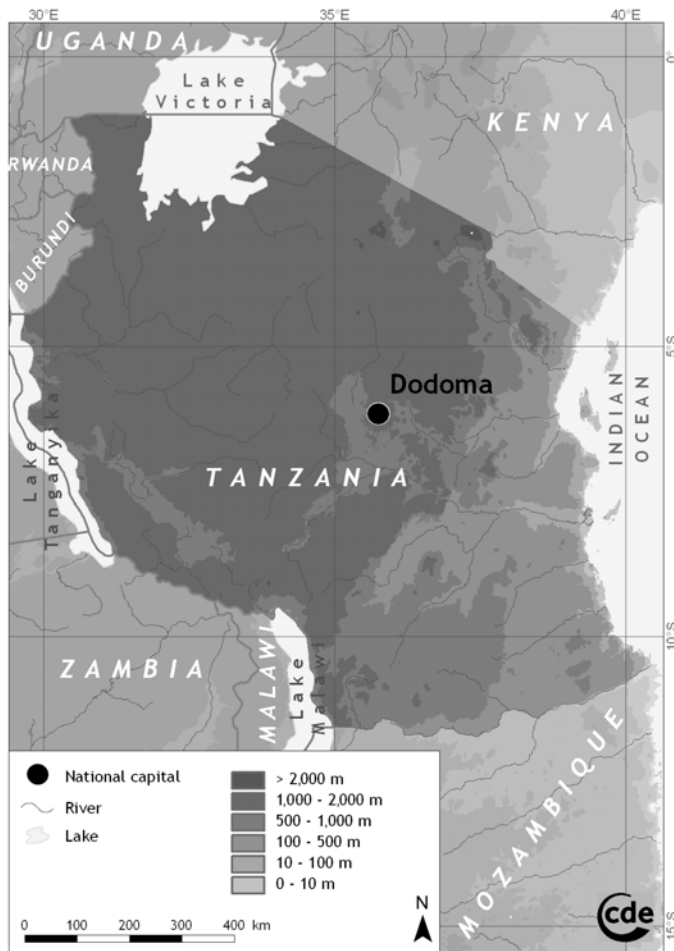 30°E
35°E
40°E
UGANDA
Lake
Victoria
0°
KENYA
RWANDA
BURUNDI
5°S
Dodoma
INDIAN
OCEAN
TANZANIA
Lake
Tanganyika
10°S
ZAMBIA
MALAWI
Lake
Malawi
MOZAMBIQUE
National capital
River
Lake
> 2,000 m
1,000 - 2,000 m
500 - 1,000 m
100 - 500 m
10 - 100 m
0 - 10 m
0 100 200 300 400 km
N
cde
15°S